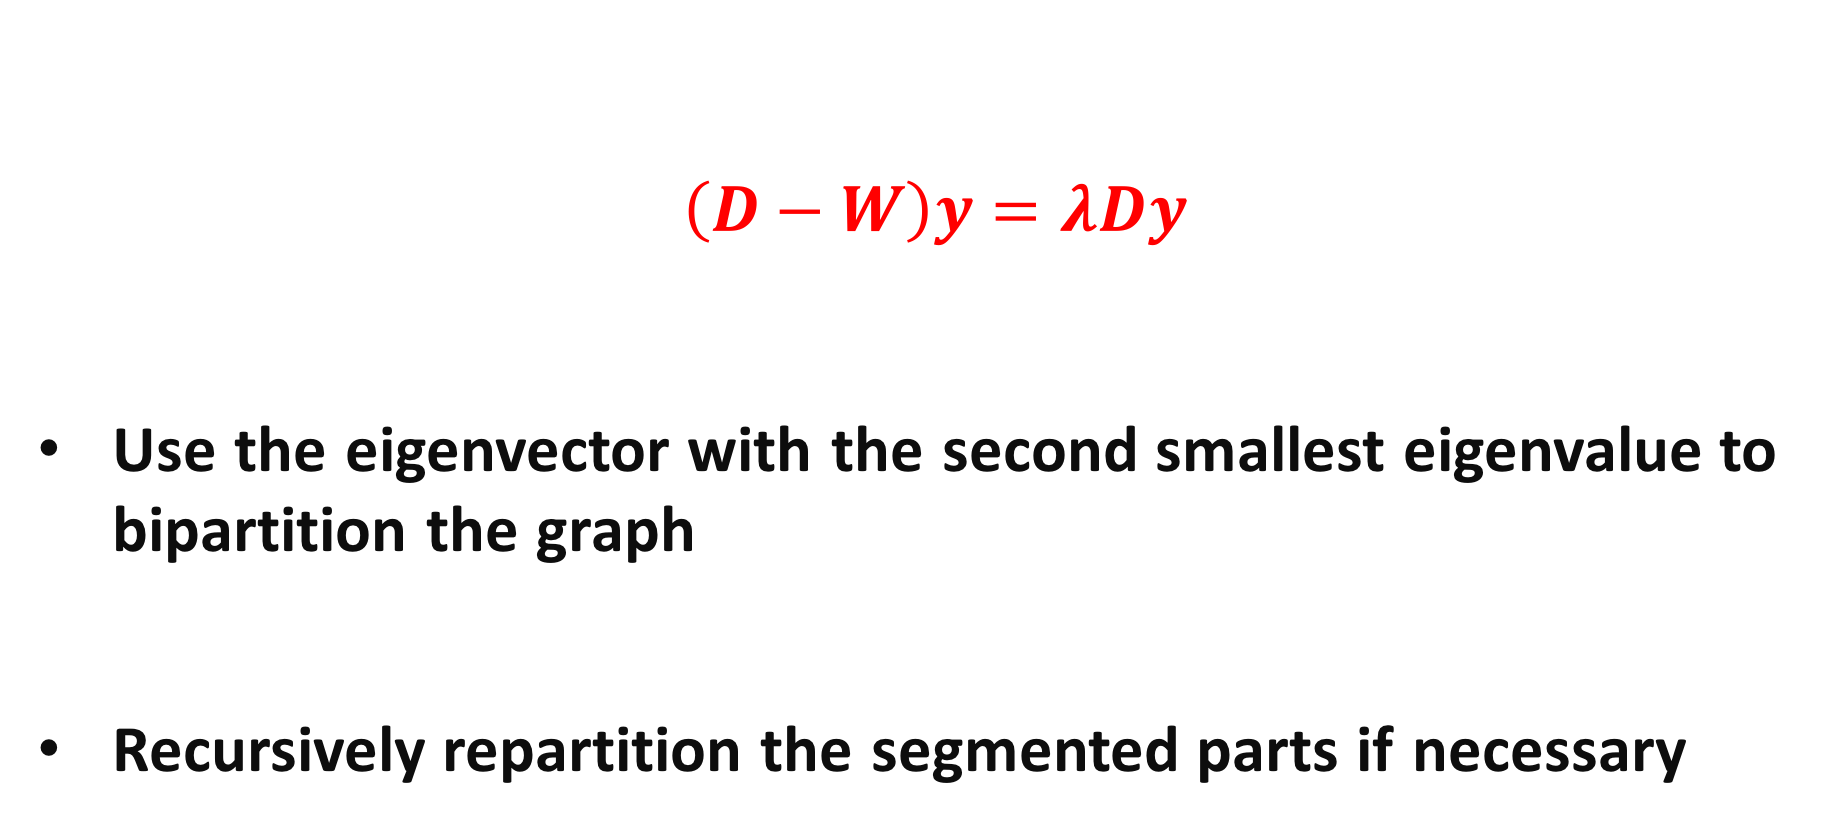 (D − W)y = λDy
• Use the eigenvector with the second smallest eigenvalue to
bipartition the graph
• Recursively repartition the segmented parts if necessary